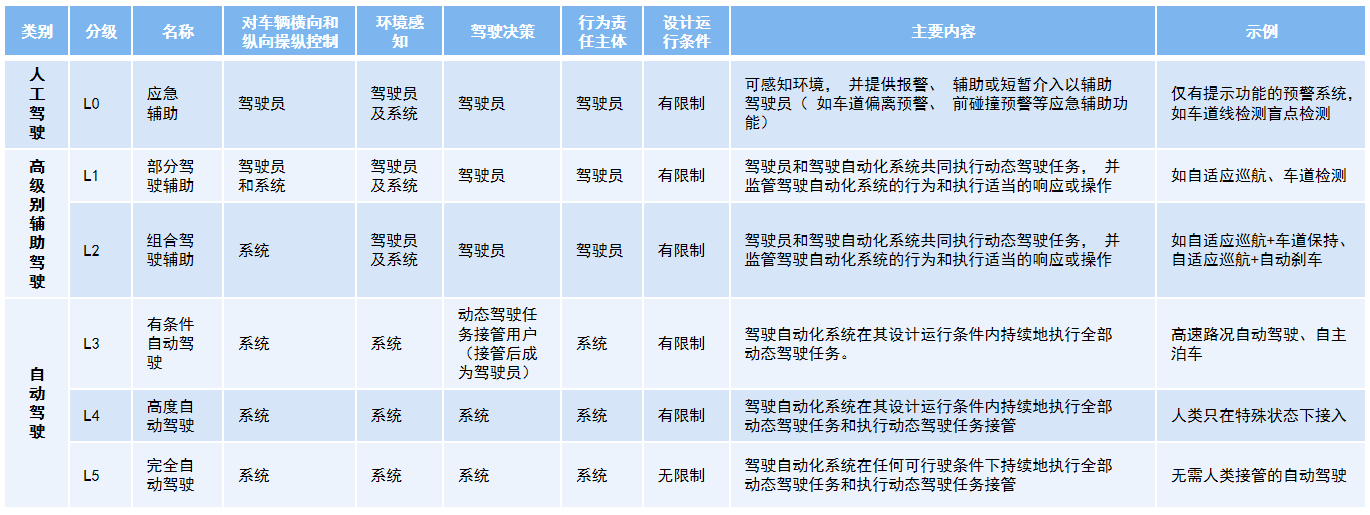 类别 分级 名称 对车辆横向和 环境感 驾驶决策 行为责 设计运 主要内容 示例
纵向操纵控制 知 任主体 行条件
人
工
驾
驶
L0
应急
辅助
驾驶员
驾驶员
及系统
驾驶员
驾驶员
有限制
可感知环境， 并提供报警、 辅助或短暂介入以辅助
驾驶员（ 如车道偏离预警、 前碰撞预警等应急辅助功
能）
仅有提示功能的预警系统，
如车道线检测盲点检测
高
级
别
辅
助
驾
驶
L1
部分驾
驶辅助
驾驶员
和系统
驾驶员
及系统
驾驶员
驾驶员
有限制
驾驶员和驾驶自动化系统共同执行动态驾驶任务， 并
监管驾驶自动化系统的行为和执行适当的响应或操作
如自适应巡航、车道检测
L2
组合驾
驶辅助
系统
驾驶员
及系统
驾驶员
驾驶员
有限制
驾驶员和驾驶自动化系统共同执行动态驾驶任务， 并
监管驾驶自动化系统的行为和执行适当的响应或操作
如自适应巡航+车道保持、
自适应巡航+自动刹车
自
动
驾
驶
L3
有条件
自动驾
驶
系统
系统
动态驾驶任
务接管用户
（接管后成
为驾驶员）
系统
有限制
驾驶自动化系统在其设计运行条件内持续地执行全部
动态驾驶任务。
高速路况自动驾驶、自主
泊车
L4
高度自
动驾驶
系统
系统
系统
系统
有限制
驾驶自动化系统在其设计运行条件内持续地执行全部
动态驾驶任务和执行动态驾驶任务接管
人类只在特殊状态下接入
L5
完全自
动驾驶
系统
系统
系统
系统
无限制
驾驶自动化系统在任何可行驶条件下持续地执行全部
动态驾驶任务和执行动态驾驶任务接管
无需人类接管的自动驾驶